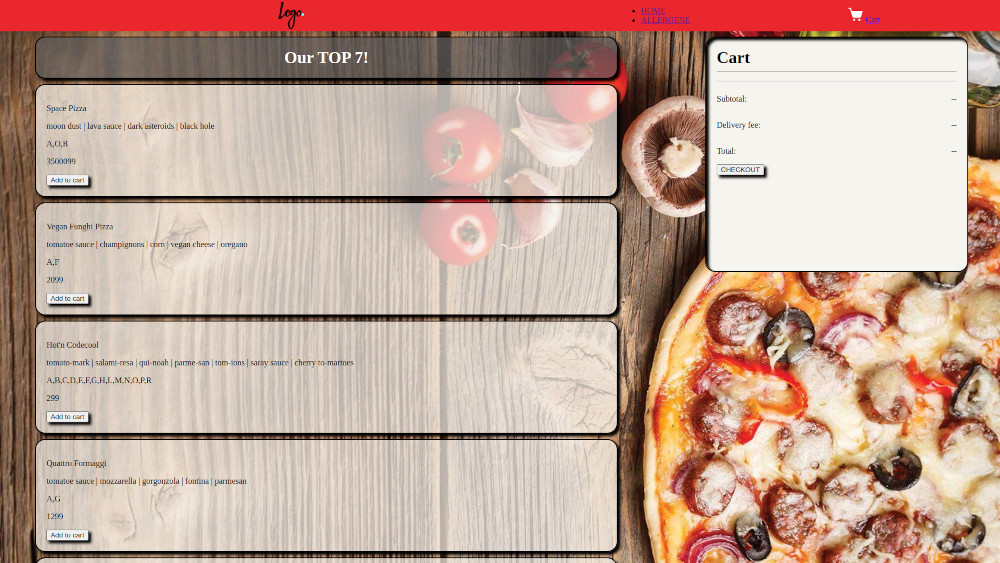 Logo.
HOME
ALLERGENE
Cart
Our TOP 7!
Space Pizza
moon dust | lava sauce | dark asteroids | black hole
A,O,R
3500099
Add to cart
Vegan Funghi Pizza
tomatoe sauce | champignons | corn | vegan cheese | oregano
A,F
2099
Add to cart
Hot'n Codecool
tomato-mark | salami-resa | qui-noah | parme-san | tom-ions | saray sauce | cherry to-martoes
A,B,C,D,E,F,G,H,L,M,N,O,P,R
299
Add to cart
Quattro Formaggi
tomatoe sauce | mozzarella | gorgonzola | fontina | parmesan
A,G
1299
Add to cart
Cart
Subtotal: --
Delivery fee: --
Total: --
CHECKOUT